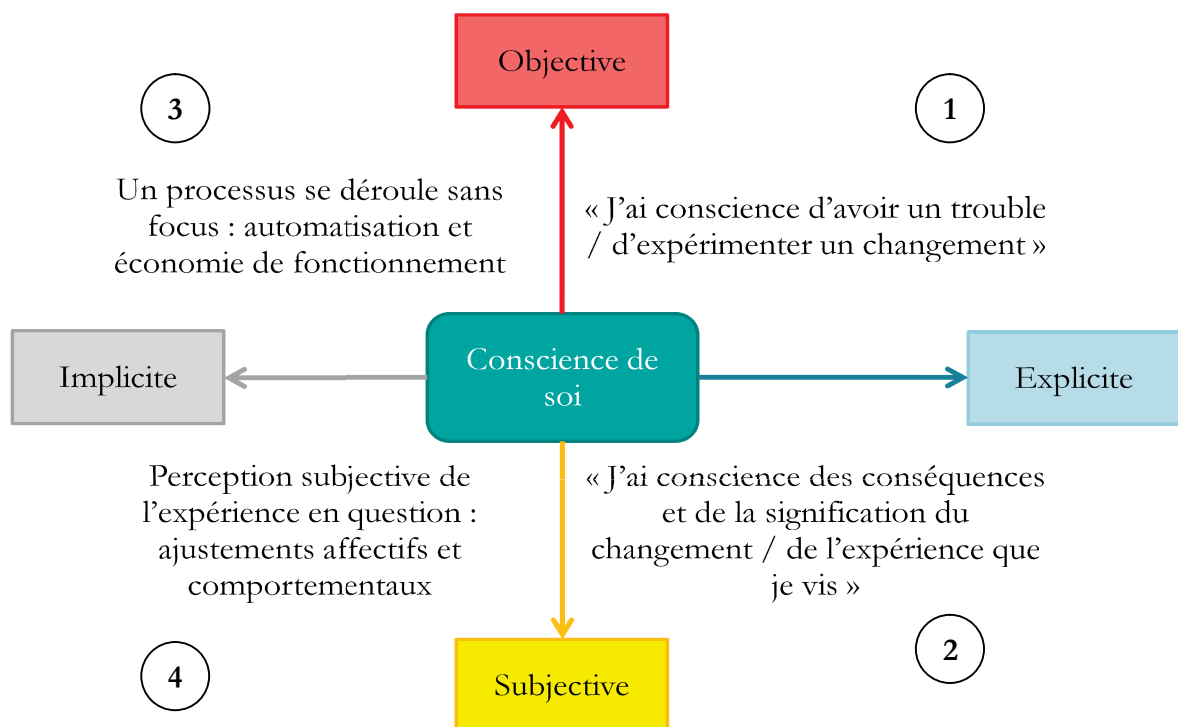 Objective
3
1
Un processus se déroule sans
focus : automatisation et
économie de fonctionnement
« J’ai conscience d’avoir un trouble
/ d’expérimenter un changement »
Implicite
Conscience de
soi
Explicite
Perception subjective de
l’expérience en question :
ajustements affectifs et
comportementaux
« J’ai conscience des conséquences
et de la signification du
changement / de l’expérience que
je vis »
4
2
Subjective